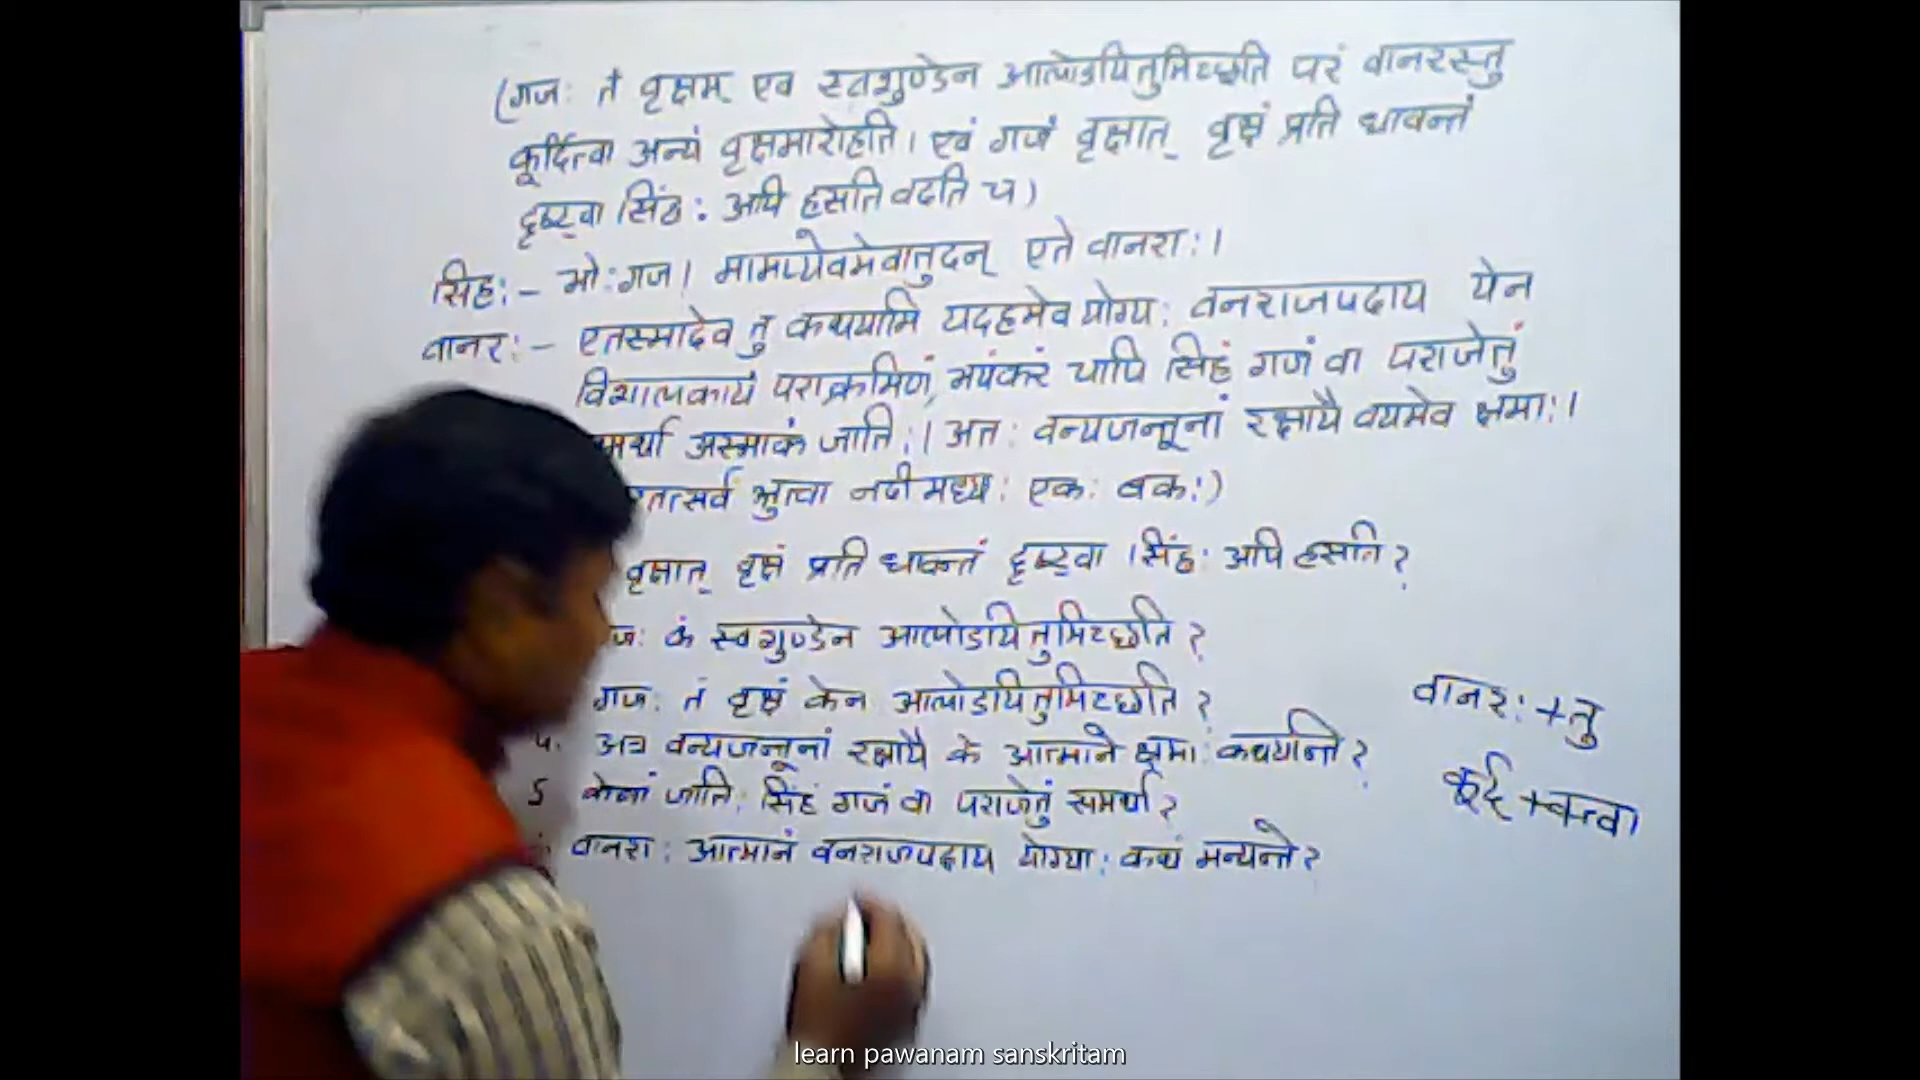 (गजः तं वृक्षम् एव स्वशुण्डेन आलोडयितुमिच्छति परं वानरस्तु
कूर्दित्वा अन्यं वृक्षमारोहति। एवं गजं वृक्षात् वृक्षं प्रति धावन्तं
दृष्ट्वा सिंहः अपि हसति वदति च)
सिंहः - भोः गज। मामप्येवमेवातुदन् एते वानराः।
वानरः - एतस्मादेव तु कथयामि यदहमेव योग्यः वनराजपदाय येन
विशालकायं पराक्रमिणं, भयंकरं चापि सिंहं गजं वा पराजेतुं
अस्माकं जातिः। अतः वन्यजन्तूनां रक्षायै वयमेव क्षमाः।
श्रुत्वा नदीमध्यः एकः बकः)
वृक्षात् वृक्षं प्रति धावन्तं दृष्ट्वा सिंहः अपि हसति?
कं स्वशुण्डेन आलोडयितुमिच्छति?
गजः तं वृक्षं केन आलोडयितुमिच्छति?
वानरः + तु
4. अत्र वन्यजन्तूनां रक्षायै के आत्मानं क्षमाः कथयन्ति?
कूर्द् + क्त्वा
5 केषां जातिः सिंहं गजं वा पराजेतुं समर्था?
वानराः आत्मानं वनराजपदाय योग्याः कथं मन्यन्ते?
learn pawanam sanskritam